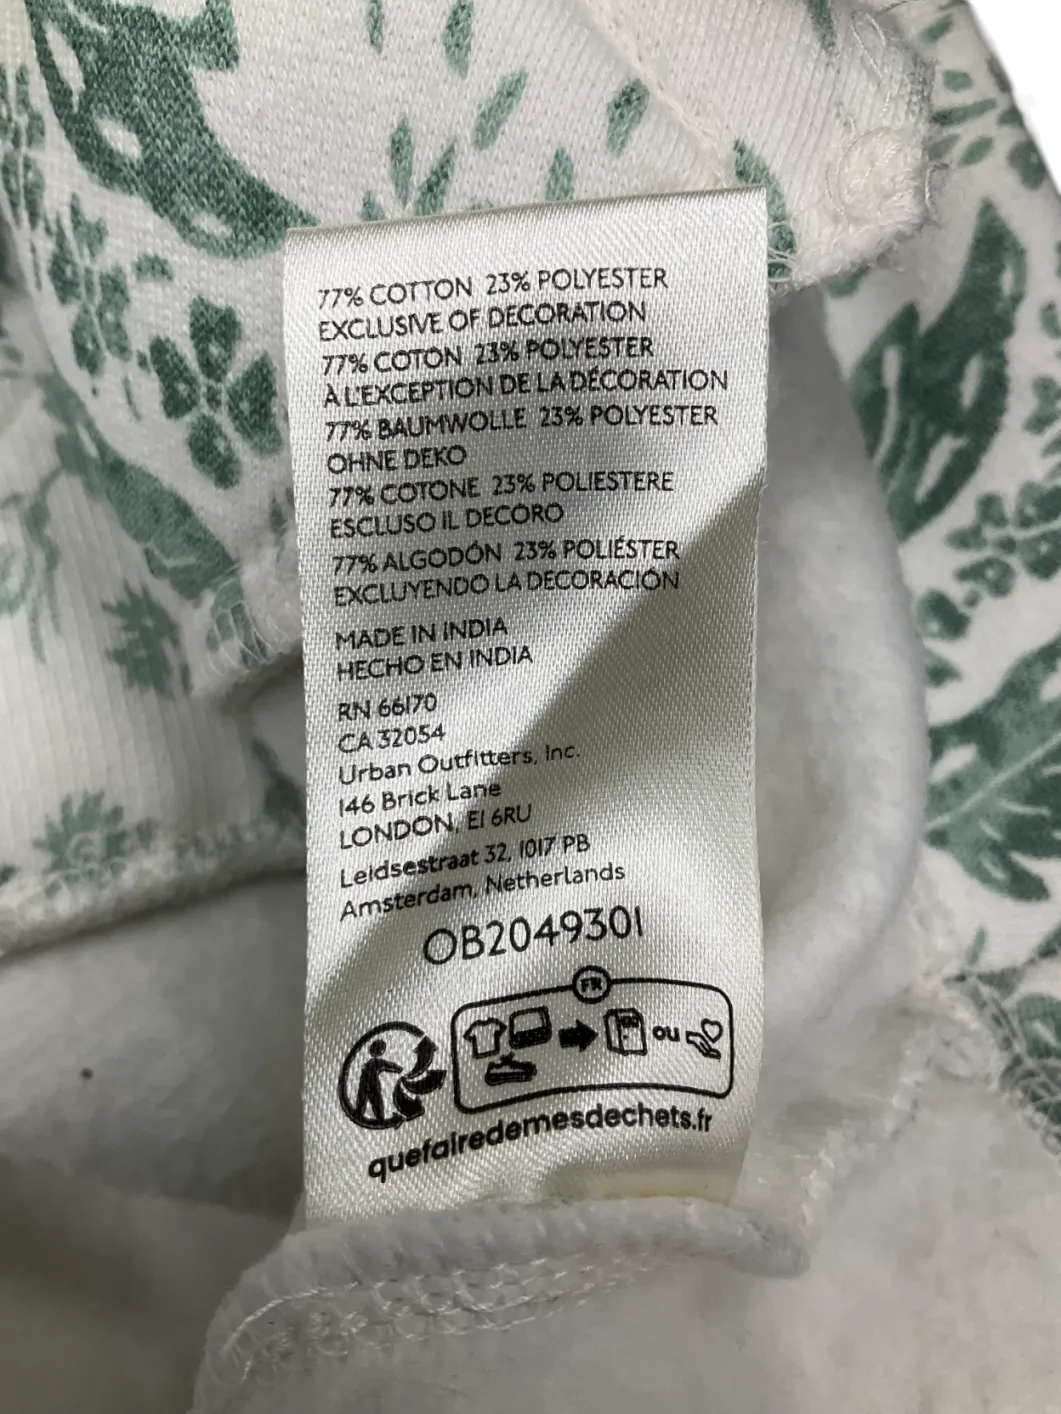 77% COTTON 23% POLYESTER
EXCLUSIVE OF DECORATION
77% COTON 23% POLYESTER
À L'EXCEPTION DE LA DÉCORATION
77% BAUMWOLLE 23% POLYESTER
OHNE DEKO
77% COTONE 23% POLIESTERE
ESCLUSO IL DECORO
77% ALGODÓN 23% POLIÉSTER
EXCLUYENDO LA DECORACIÓN
MADE IN INDIA
HECHO EN INDIA
RN 66170
CA 32054
Urban Outfitters, Inc.
146 Brick Lane
LONDON, E1 6RU
Leidsestraat 32, 1017 PB
Amsterdam, Netherlands
OB2049301
FR
ou
quefairedemesdechets.fr